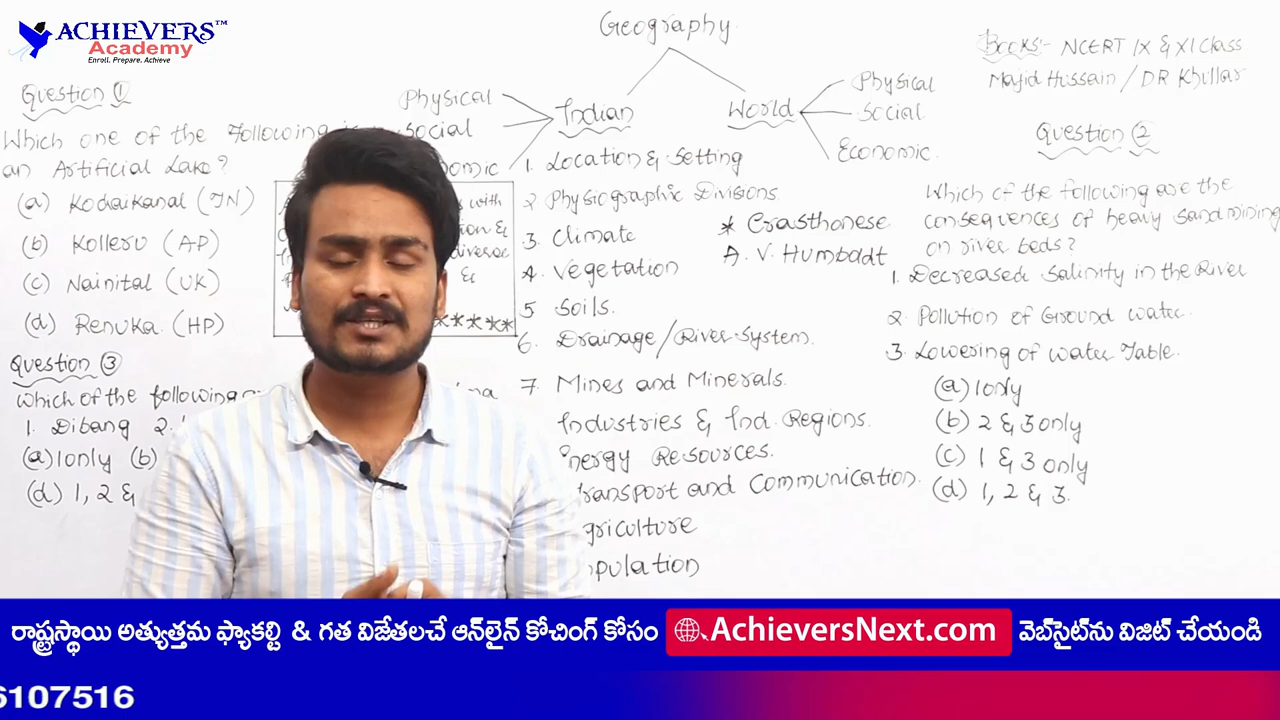 ACHIEVERS™
Academy
Enroll. Prepare. Achieve
Geography
Books:- NCERT IX & XI Class
Majid Hussain / DR Khullar
Indian
Physical
Social
World
Physical
Social
Economic
Question ①
Which one of the Following
an Artificial Lake?
(a) Kodaikanal (TN)
(b) Kolleru (AP)
(c) Nainital (UK)
(d) Renuka (HP)
with
&
&
*****
Question ③
Which of the following
1. Dibang 2.
(a) 1 only (b)
(d) 1, 2 &
1. Location & Setting
2 Physiographic Divisions
3. Climate
4. Vegetation
5 Soils.
6. Drainage/River System.
7. Mines and Minerals.
Industries & Ind. Regions.
Resources.
and Communication.
* Erasthonese
A. V. Humbadt
Question ②
Which of the following are the
consequences of heavy Sand mining
on river beds?
1. Decreased Salinity in the River
2. Pollution of Ground water.
3. Lowering of water Table.
(a) 1 only
(b) 2 & 3 only
(c) 1 & 3 only
(d) 1, 2 & 3.
రాష్ట్రస్థాయి అత్యుత్తమ ఫ్యాకల్టి & గత విజేతలచే ఆన్‌లైన్ కోచింగ్ కోసం AchieversNext.com వెబ్‌సైట్‌ను విజిట్ చేయండి
6107516